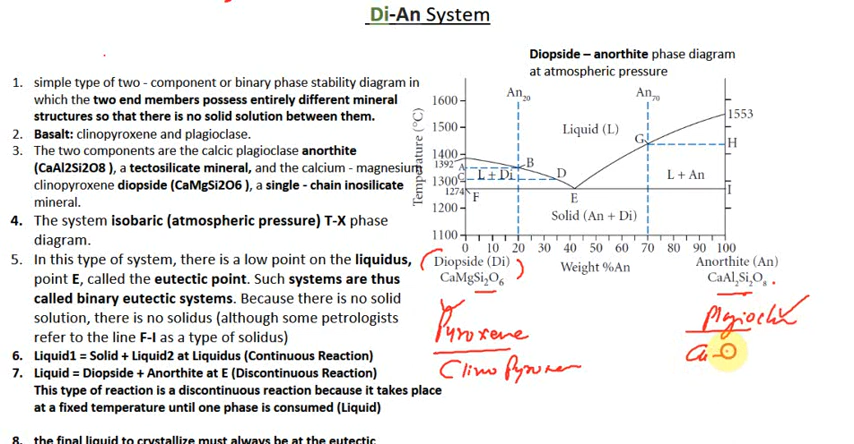 Di-An System
Diopside – anorthite phase diagram
at atmospheric pressure
1. simple type of two - component or binary phase stability diagram in
which the two end members possess entirely different mineral
structures so that there is no solid solution between them.
2. Basalt: clinopyroxene and plagioclase.
3. The two components are the calcic plagioclase anorthite
(CaAl2Si2O8 ), a tectosilicate mineral, and the calcium - magnesium
clinopyroxene diopside (CaMgSi2O6 ), a single - chain inosilicate
mineral.
4. The system isobaric (atmospheric pressure) T-X phase
diagram.
5. In this type of system, there is a low point on the liquidus,
point E, called the eutectic point. Such systems are thus
called binary eutectic systems. Because there is no solid
solution, there is no solidus (although some petrologists
refer to the line F-I as a type of solidus)
6. Liquid1 = Solid + Liquid2 at Liquidus (Continuous Reaction)
7. Liquid = Diopside + Anorthite at E (Discontinuous Reaction)
This type of reaction is a discontinuous reaction because it takes place
at a fixed temperature until one phase is consumed (Liquid)
8. the final liquid to crystallize must always be at the eutectic
Temperature (°C)
An₂₀ An₇₀
1600
1553
1500
Liquid (L)
G
H
1400
1392 A
B
C
L + Di
D
L + An
1300
1274
F
E
I
1200
Solid (An + Di)
1100
0 10 20 30 40 50 60 70 80 90 100
Diopside (Di)
CaMgSi₂O₆
Weight %An
Anorthite (An)
CaAl₂Si₂O₈
Pyroxene
Clino Pyroxen